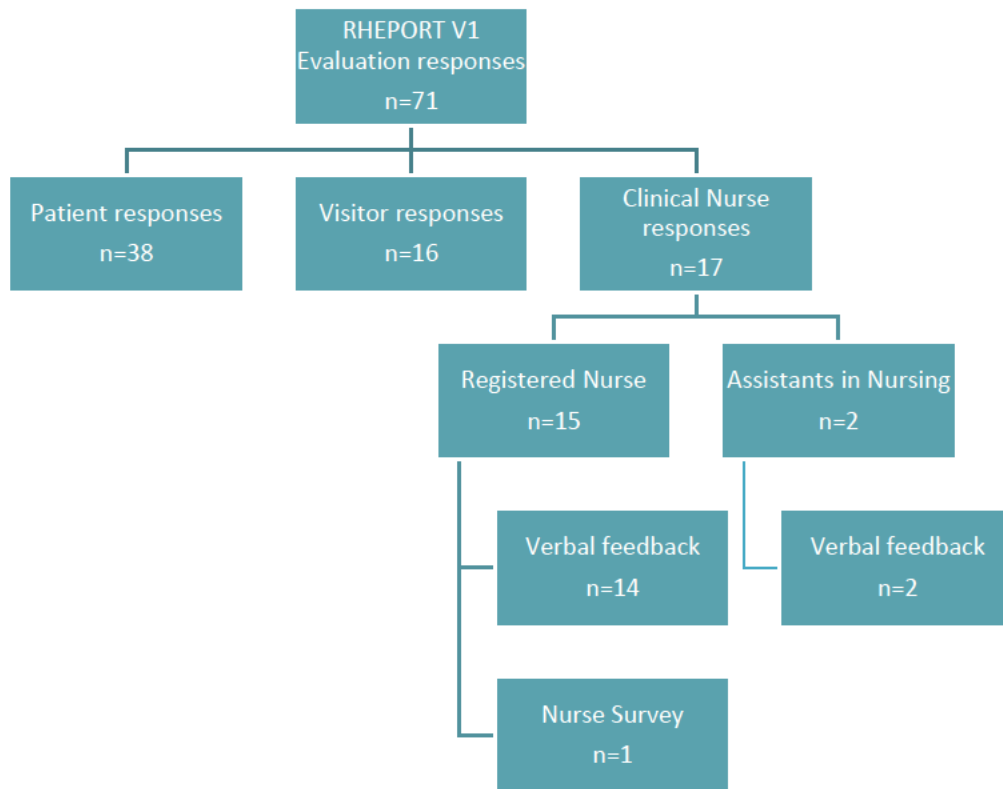 RHEPORT V1
Evaluation responses
n=71
Patient responses
n=38
Visitor responses
n=16
Clinical Nurse
responses
n=17
Registered Nurse
n=15
Assistants in Nursing
n=2
Verbal feedback
n=14
Verbal feedback
n=2
Nurse Survey
n=1